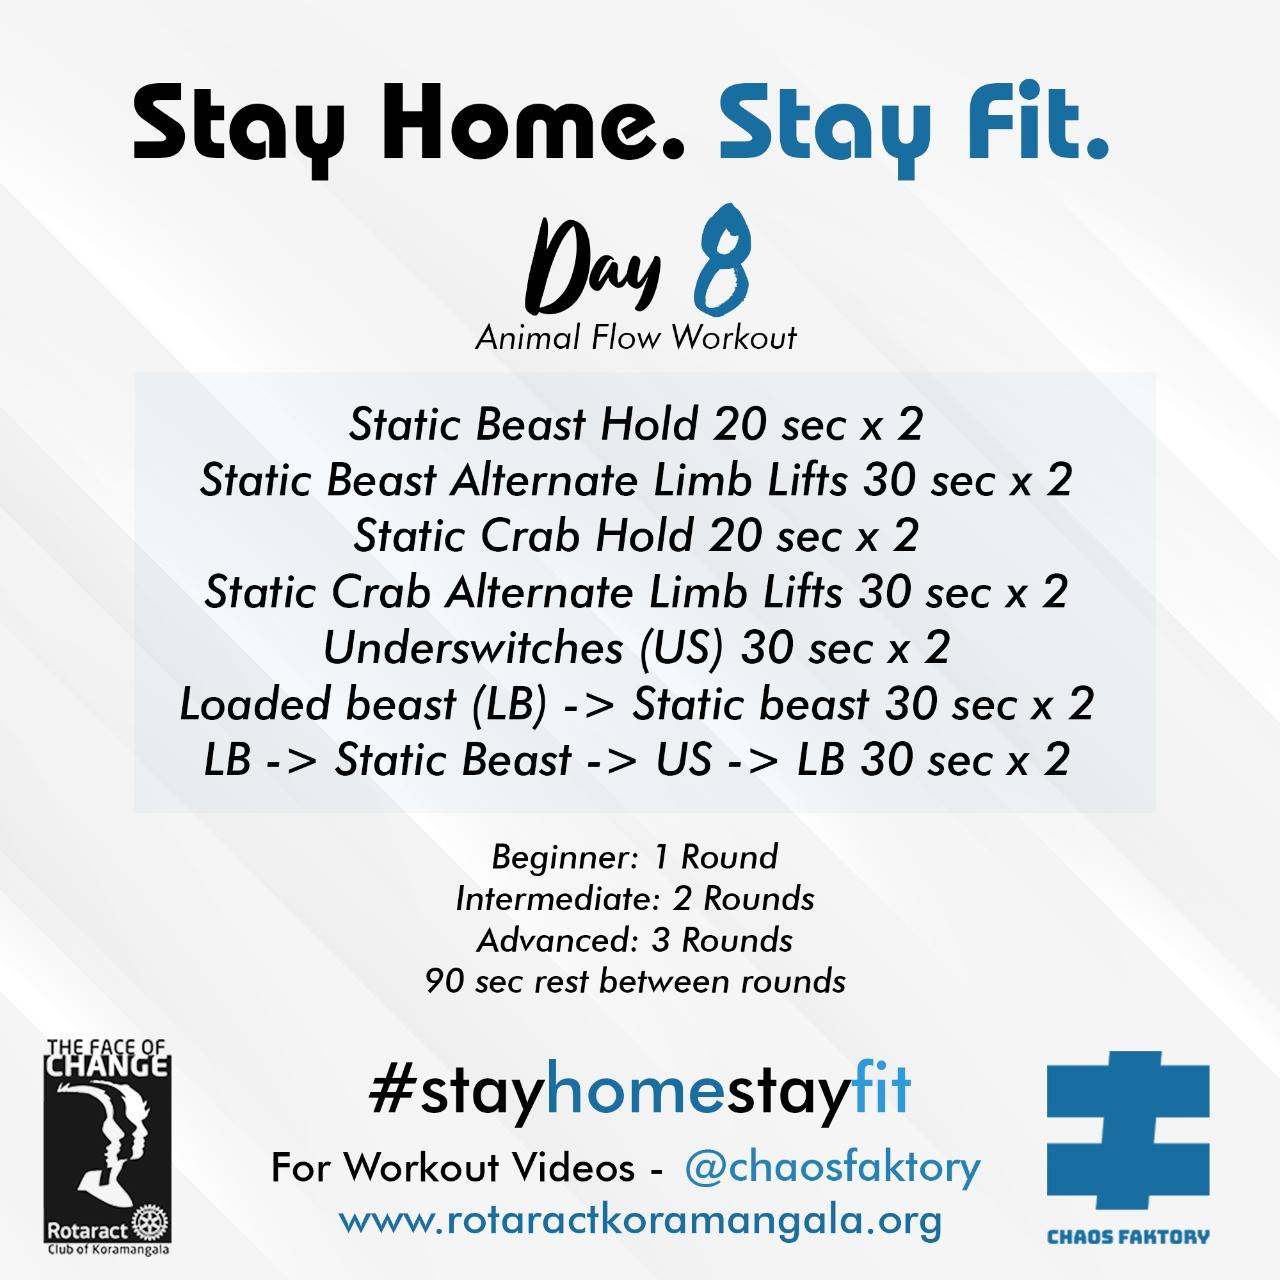 Stay Home. Stay Fit.
Day 8
Animal Flow Workout
Static Beast Hold 20 sec x 2
Static Beast Alternate Limb Lifts 30 sec x 2
Static Crab Hold 20 sec x 2
Static Crab Alternate Limb Lifts 30 sec x 2
Underswitches (US) 30 sec x 2
Loaded beast (LB) -> Static beast 30 sec x 2
LB -> Static Beast -> US -> LB 30 sec x 2
Beginner: 1 Round
Intermediate: 2 Rounds
Advanced: 3 Rounds
90 sec rest between rounds
THE FACE OF
CHANGE
Rotaract
Club of Koramangala
#stayhomestayfit
For Workout Videos - @chaosfaktory
www.rotaractkoramangala.org
CHAOS FAKTORY